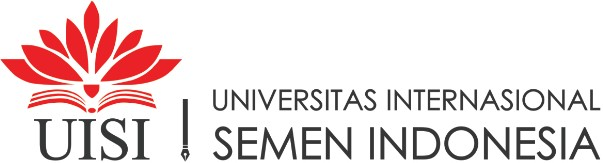 UISI
UNIVERSITAS INTERNASIONAL
SEMEN INDONESIA